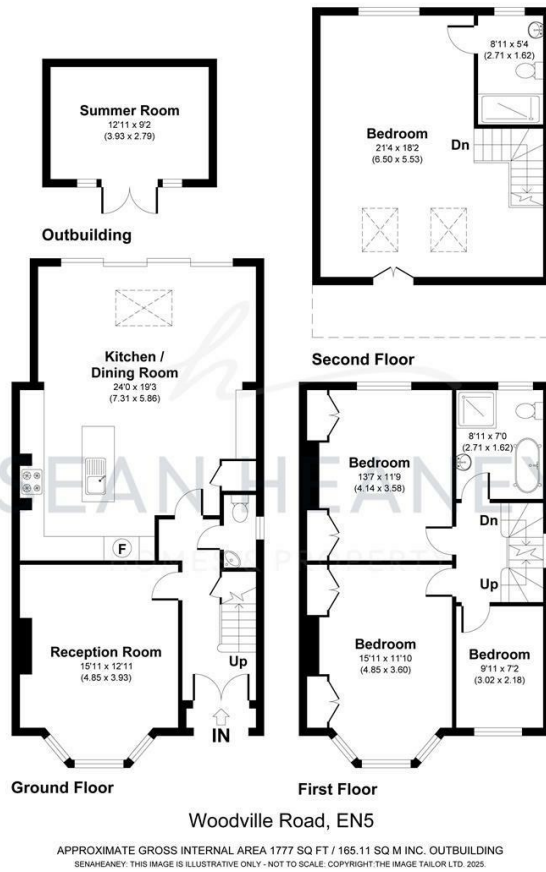 Summer Room
12'11 x 9'2
(3.93 x 2.79)
Outbuilding
8'11 x 5'4
(2.71 x 1.62)
Bedroom
21'4 x 18'2
(6.50 x 5.53)
Dn
Second Floor
Kitchen /
Dining Room
24'0 x 19'3
(7.31 x 5.86)
F
Reception Room
15'11 x 12'11
(4.85 x 3.93)
Up
IN
Ground Floor
8'11 x 7'0
(2.71 x 1.62)
Bedroom
13'7 x 11'9
(4.14 x 3.58)
Dn
Up
Bedroom
15'11 x 11'10
(4.85 x 3.60)
Bedroom
9'11 x 7'2
(3.02 x 2.18)
First Floor
SEAN HEANEY
Woodville Road, EN5
APPROXIMATE GROSS INTERNAL AREA 1777 SQ FT / 165.11 SQ M INC. OUTBUILDING
SENAHEANEY: THIS IMAGE IS ILLUSTRATIVE ONLY - NOT TO SCALE: COPYRIGHT:THE IMAGE TAILOR LTD. 2025.